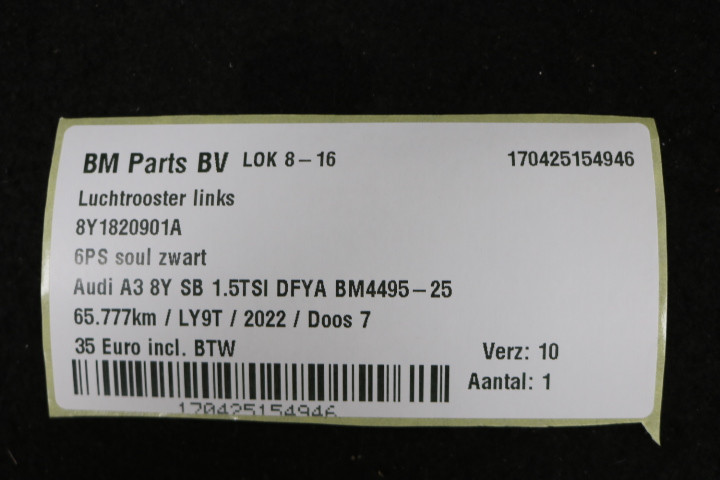 BM Parts BV LOK 8-16 170425154946
Luchtrooster links
8Y1820901A
6PS soul zwart
Audi A3 8Y SB 1.5TSI DFYA BM4495-25
65.777km / LY9T / 2022 / Doos 7
35 Euro incl. BTW Verz: 10
Aantal: 1
170425154946